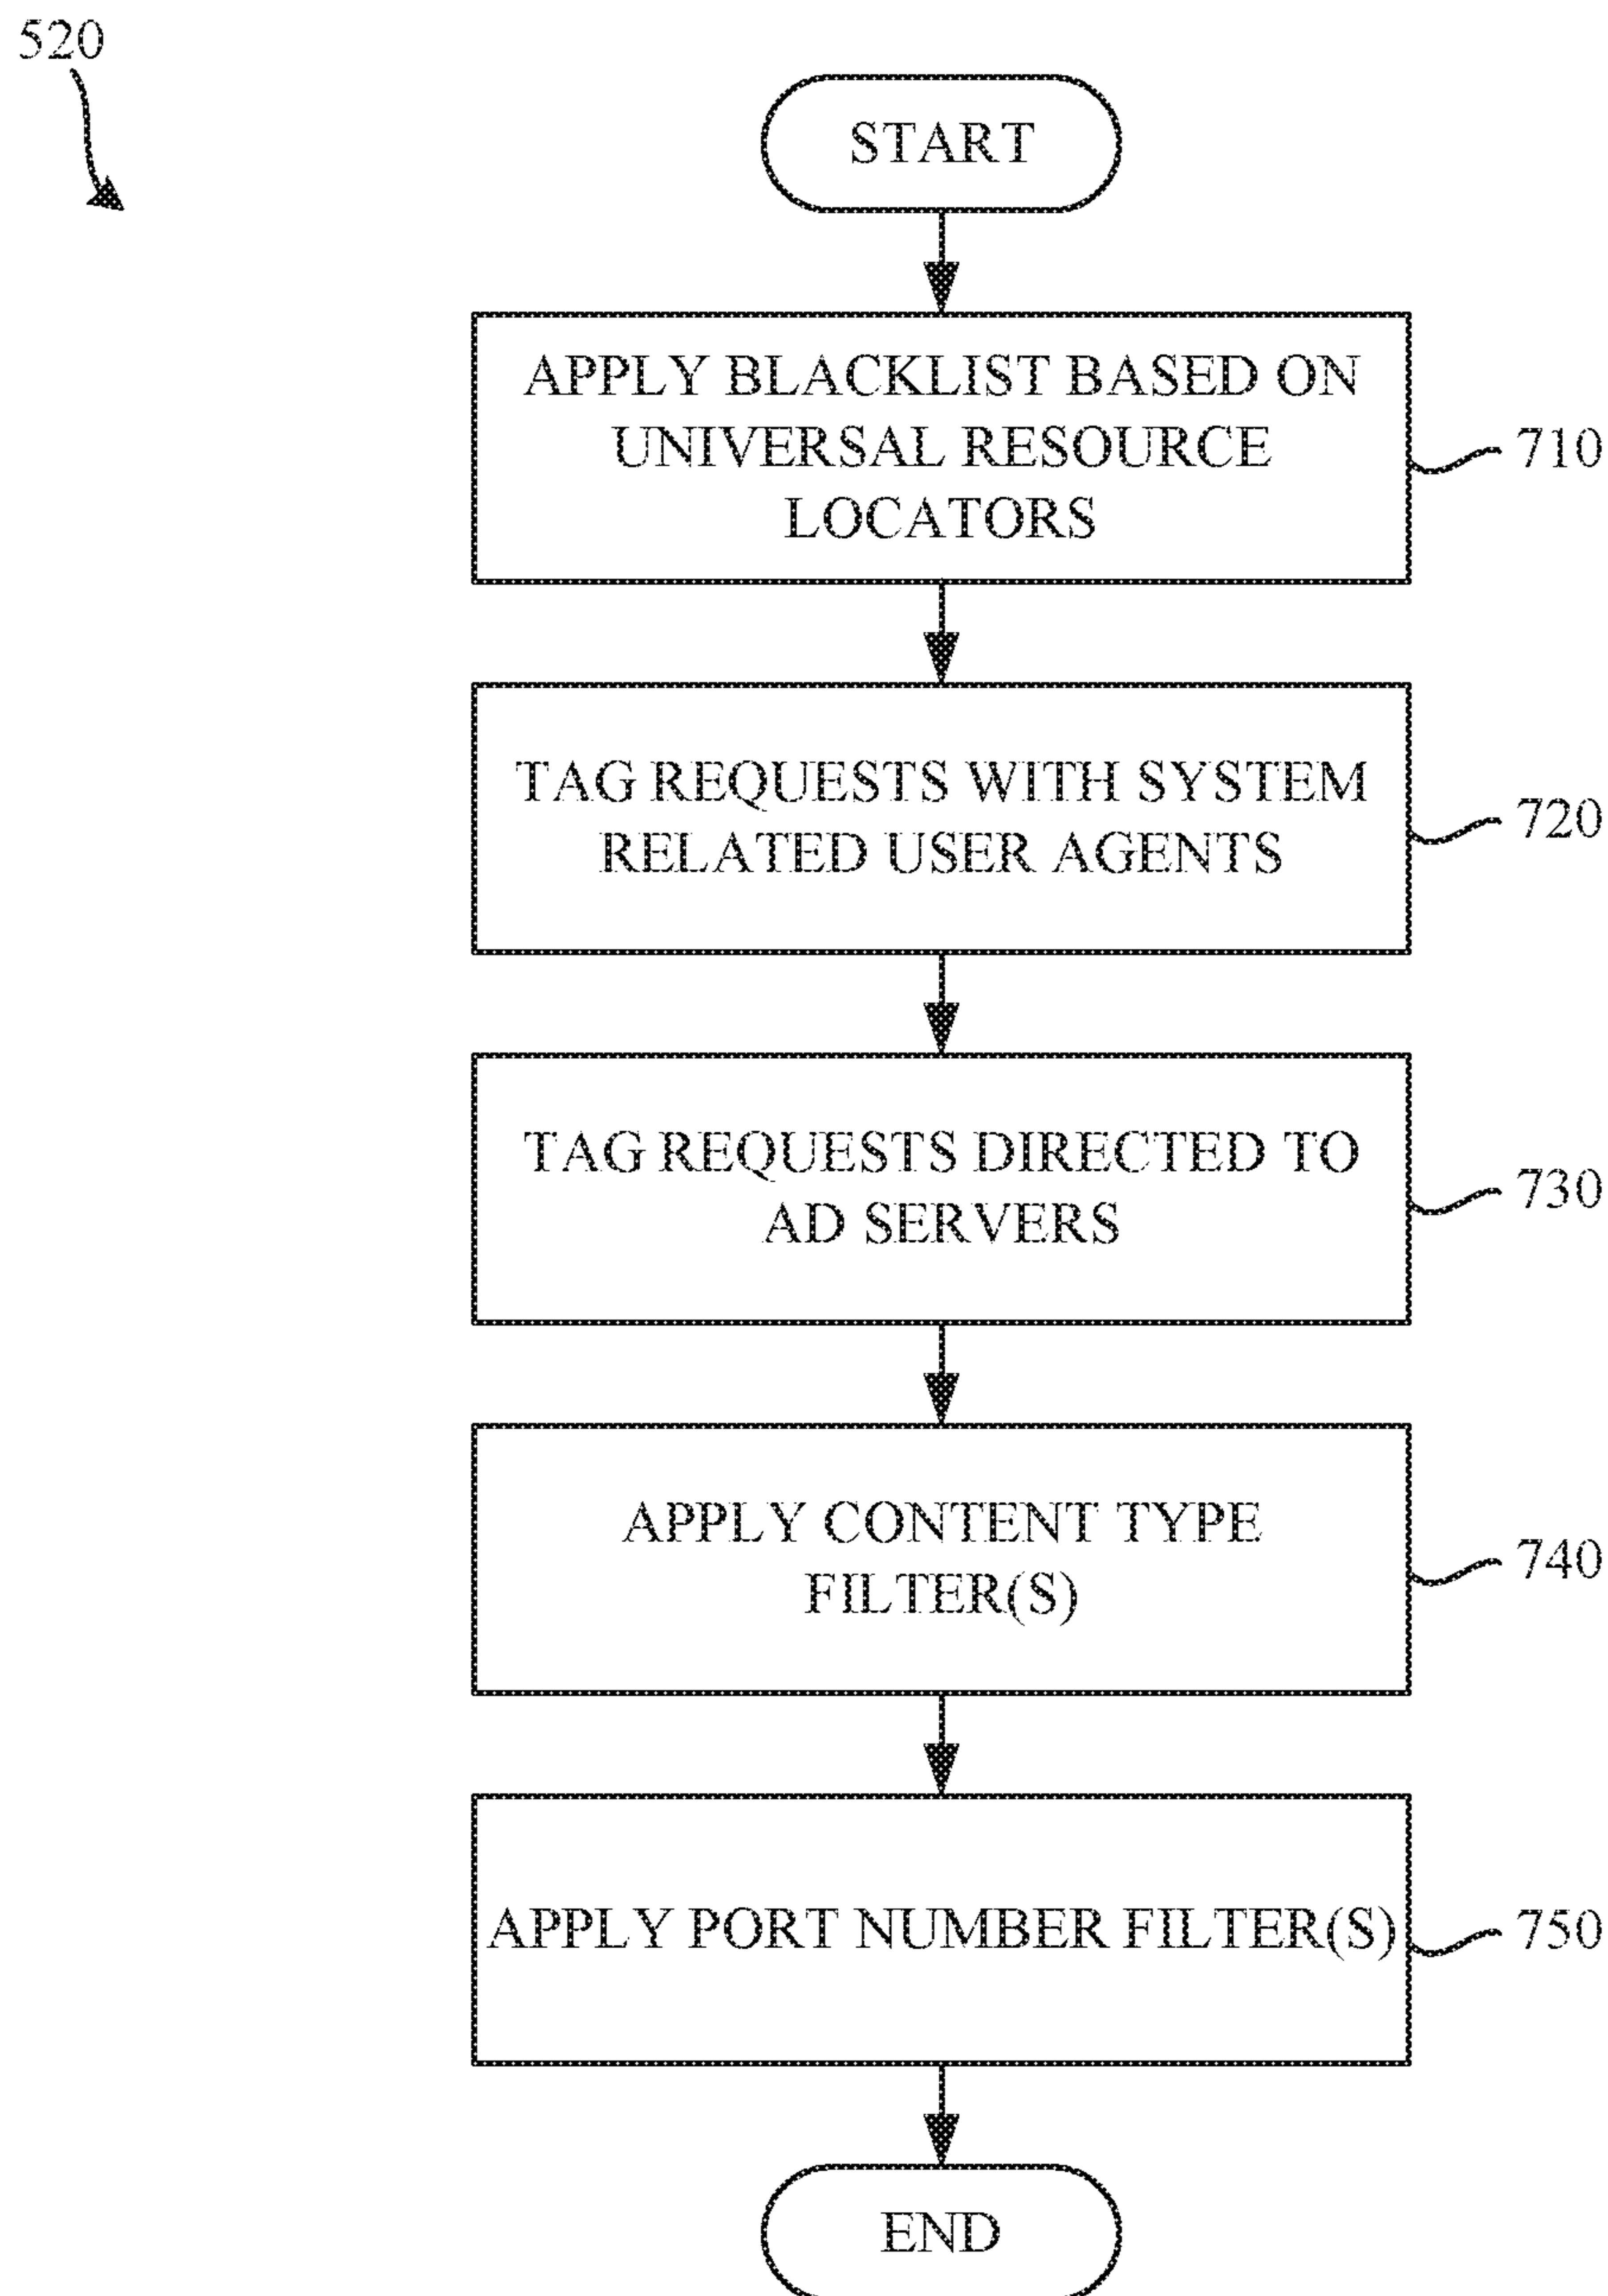 520
START
APPLY BLACKLIST BASED ON
UNIVERSAL RESOURCE
LOCATORS
710
TAG REQUESTS WITH SYSTEM
RELATED USER AGENTS
720
TAG REQUESTS DIRECTED TO
AD SERVERS
730
APPLY CONTENT TYPE
FILTER(S)
740
APPLY PORT NUMBER FILTER(S)
750
END